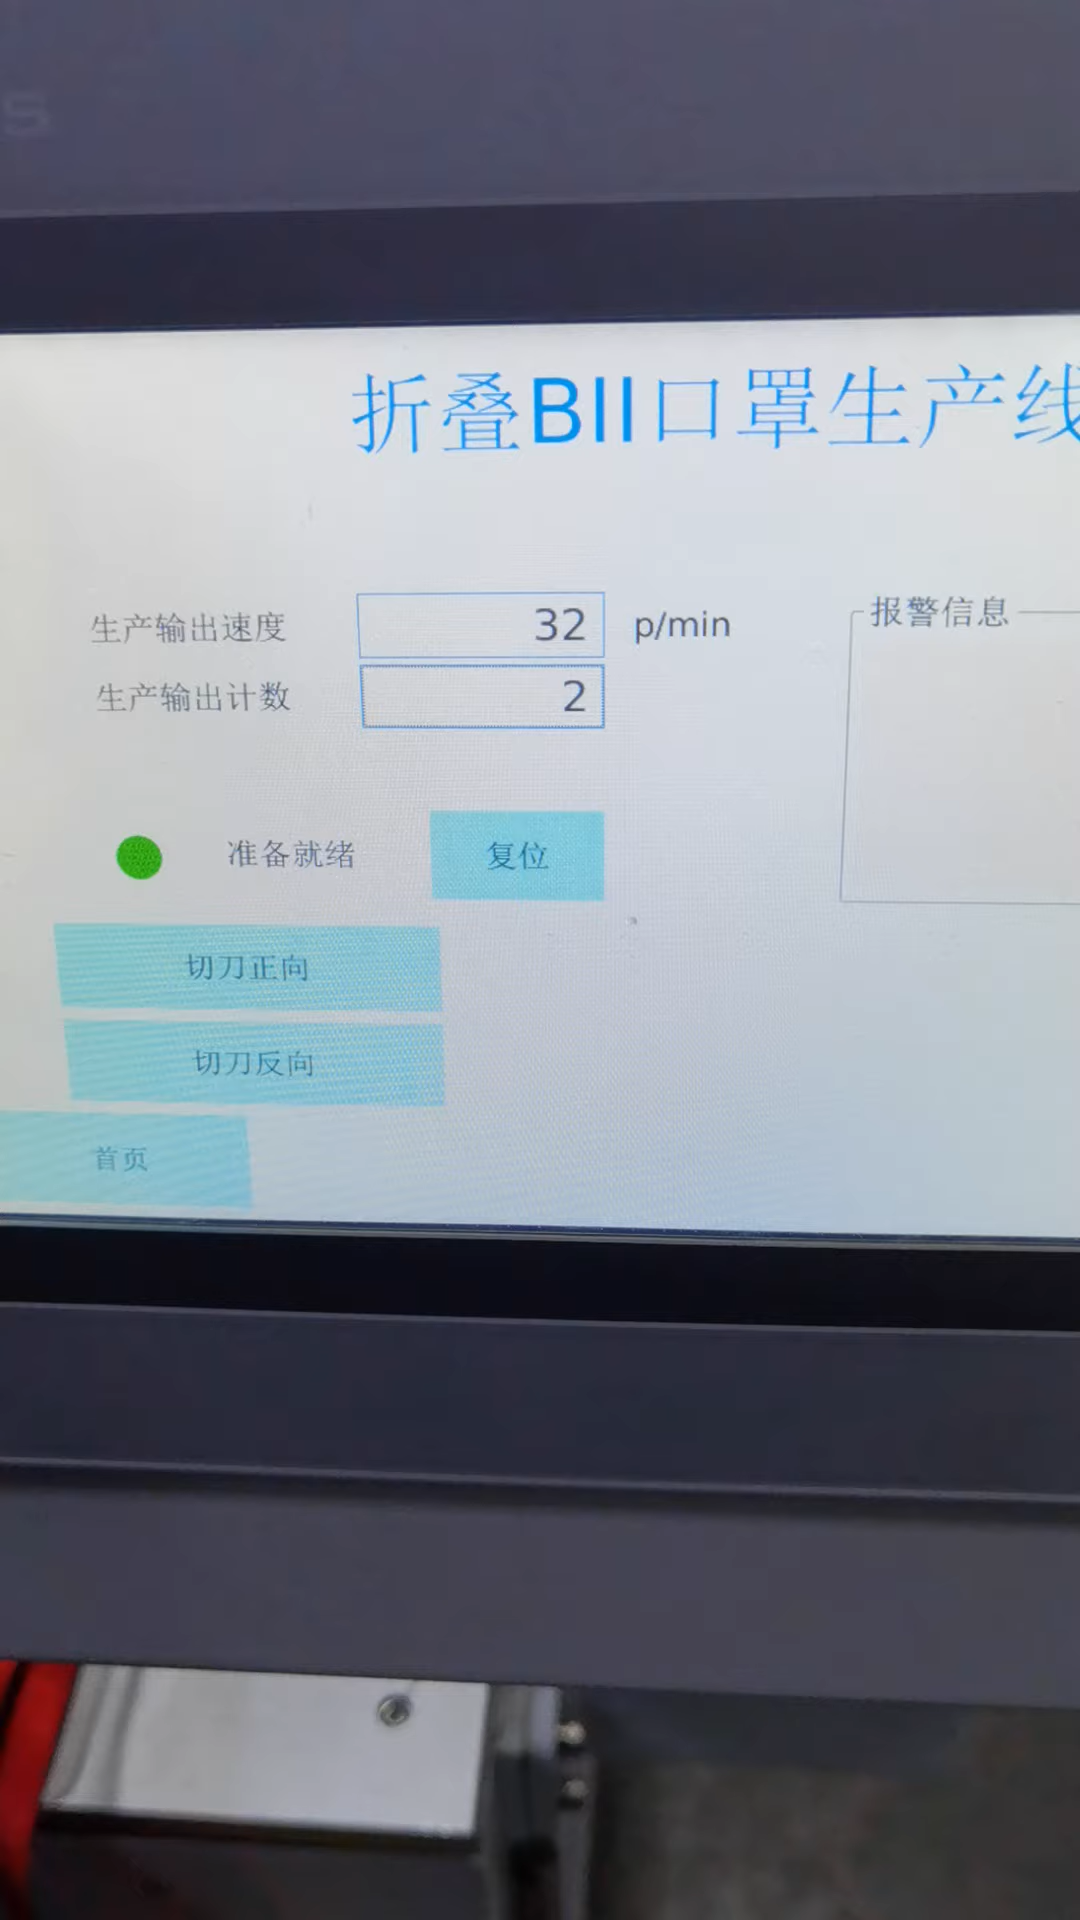 S
折叠BII口罩生产线
生产输出速度 32 p/min
生产输出计数 2
报警信息
准备就绪 复位
切刀正向
切刀反向
首页